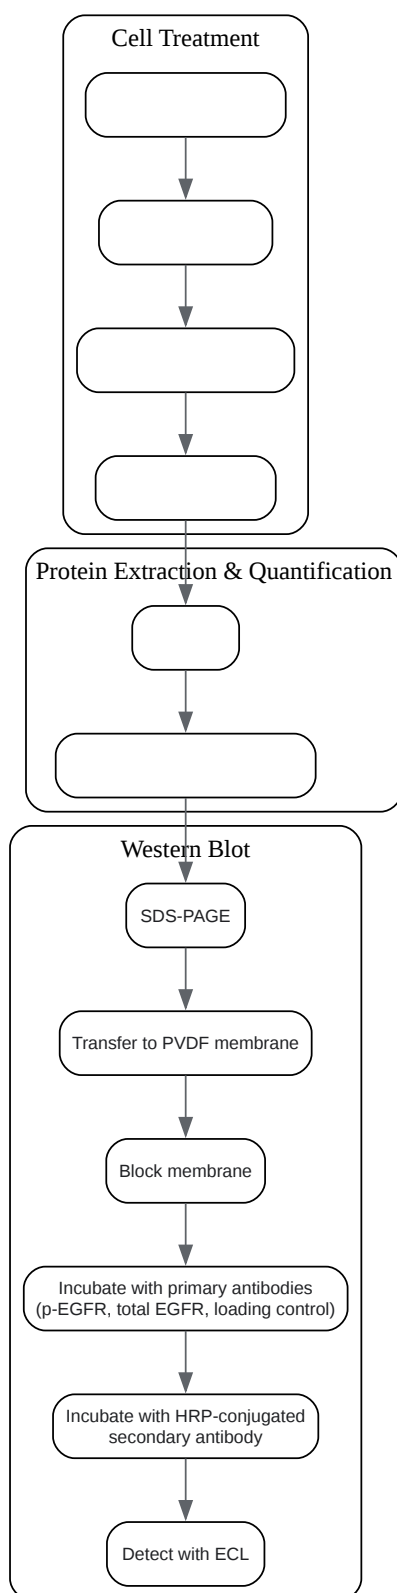 Cell Treatment
Protein Extraction & Quantification
Western Blot
SDS-PAGE
Transfer to PVDF membrane
Block membrane
Incubate with primary antibodies
(p-EGFR, total EGFR, loading control)
Incubate with HRP-conjugated
secondary antibody
Detect with ECL